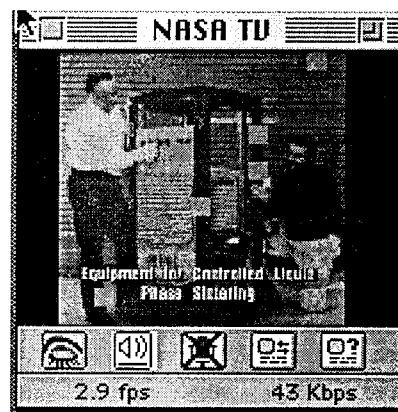 NASA TV
Equipment for Controlled Liquid
Phase Sintering
2.9 fps
43 Kbps